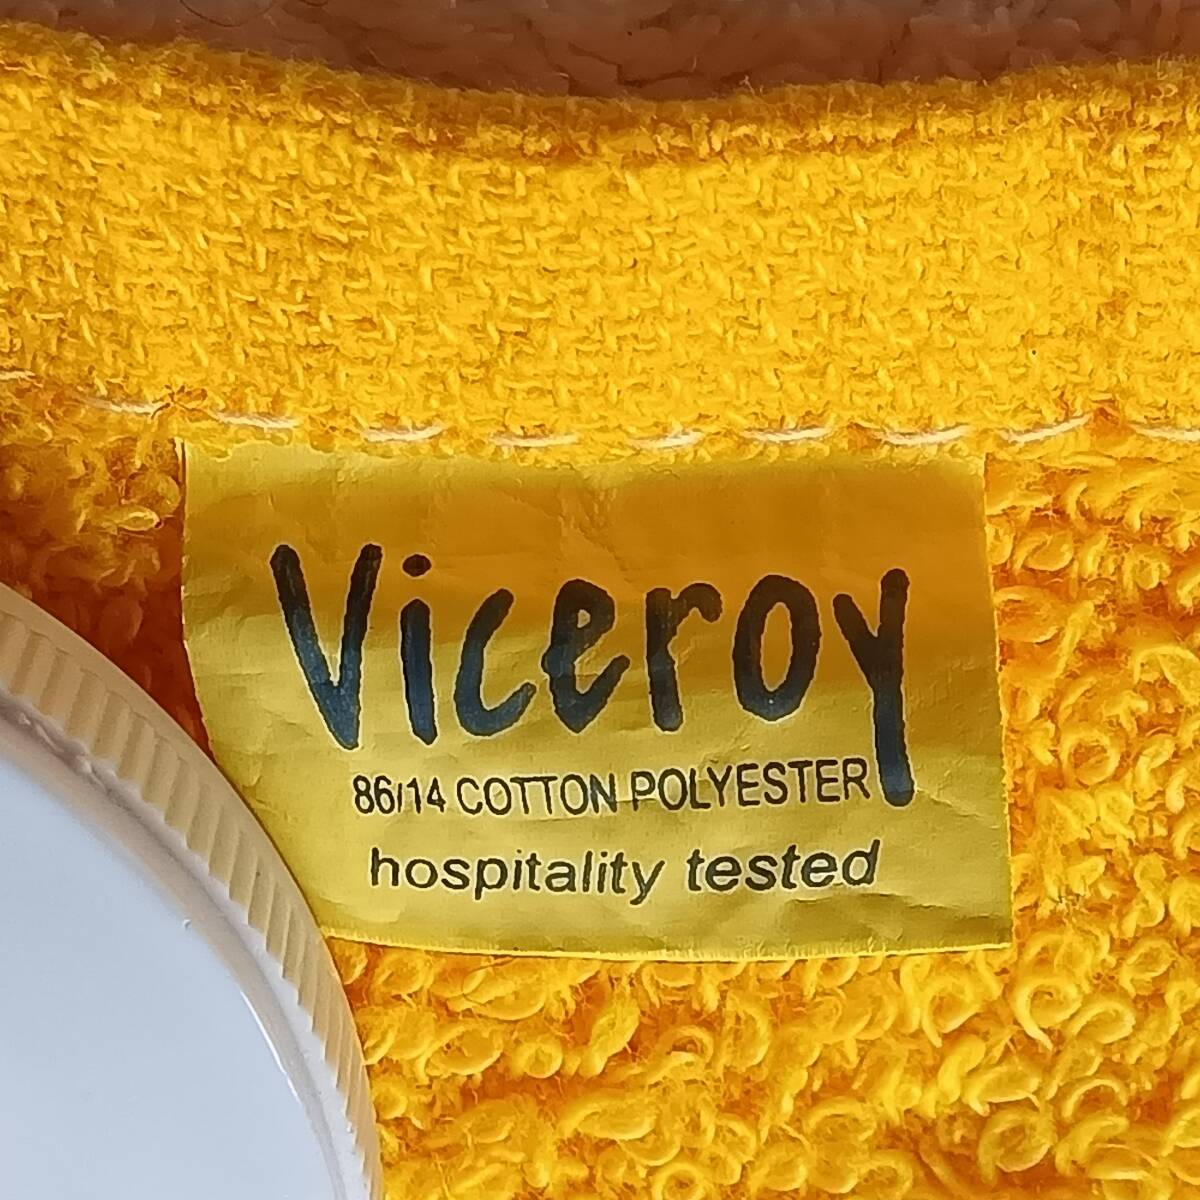 Viceroy
86/14 COTTON POLYESTER
hospitality tested